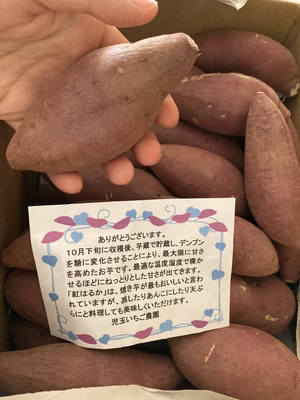 ありがとうございます。
10月下旬に収穫後、芋蔵で貯蔵し、デンプン
を糖に変化させることにより、最大限に甘さ
を高めたお芋です。最適な温度湿度で寝か
せるほどにねっとりとした甘さがでてきます。
「紅はるか」は、焼き芋が最もおいしいと言わ
れていますが、蒸したりあんこにしたり天ぷ
らにと料理しても美味しくいただけます。
児玉いちご農園